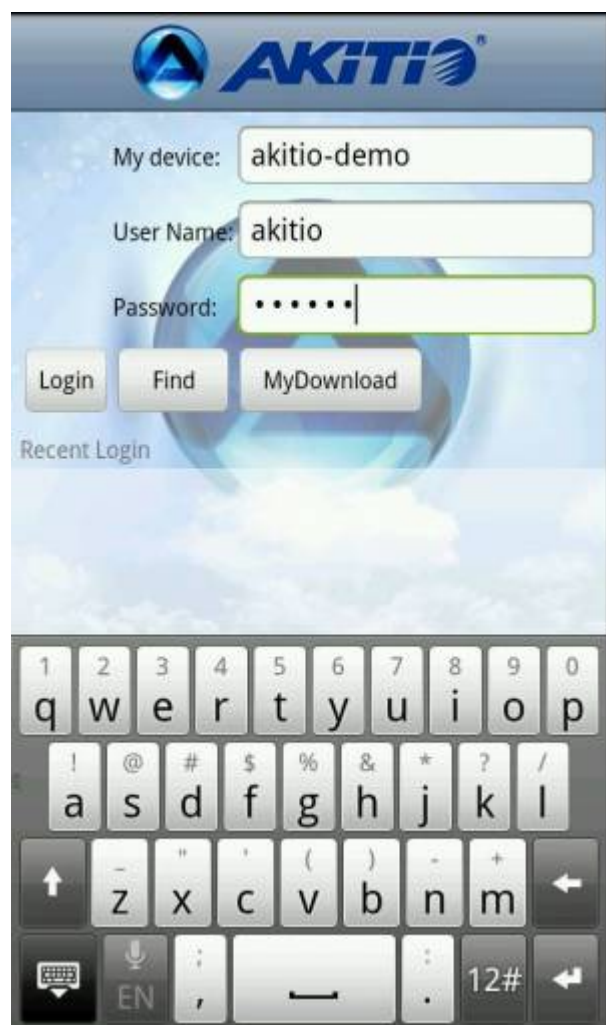 AKiTiO®
My device: akitio-demo
User Name: akitio
Password: ••••••
Login Find MyDownload
Recent Login
1 2 3 4 5 6 7 8 9 0
q w e r t y u i o p
! @ # $ % & * ? /
a s d f g h j k l
_ " ' ( ) - +
z x c v b n m
; :
EN , . 12#